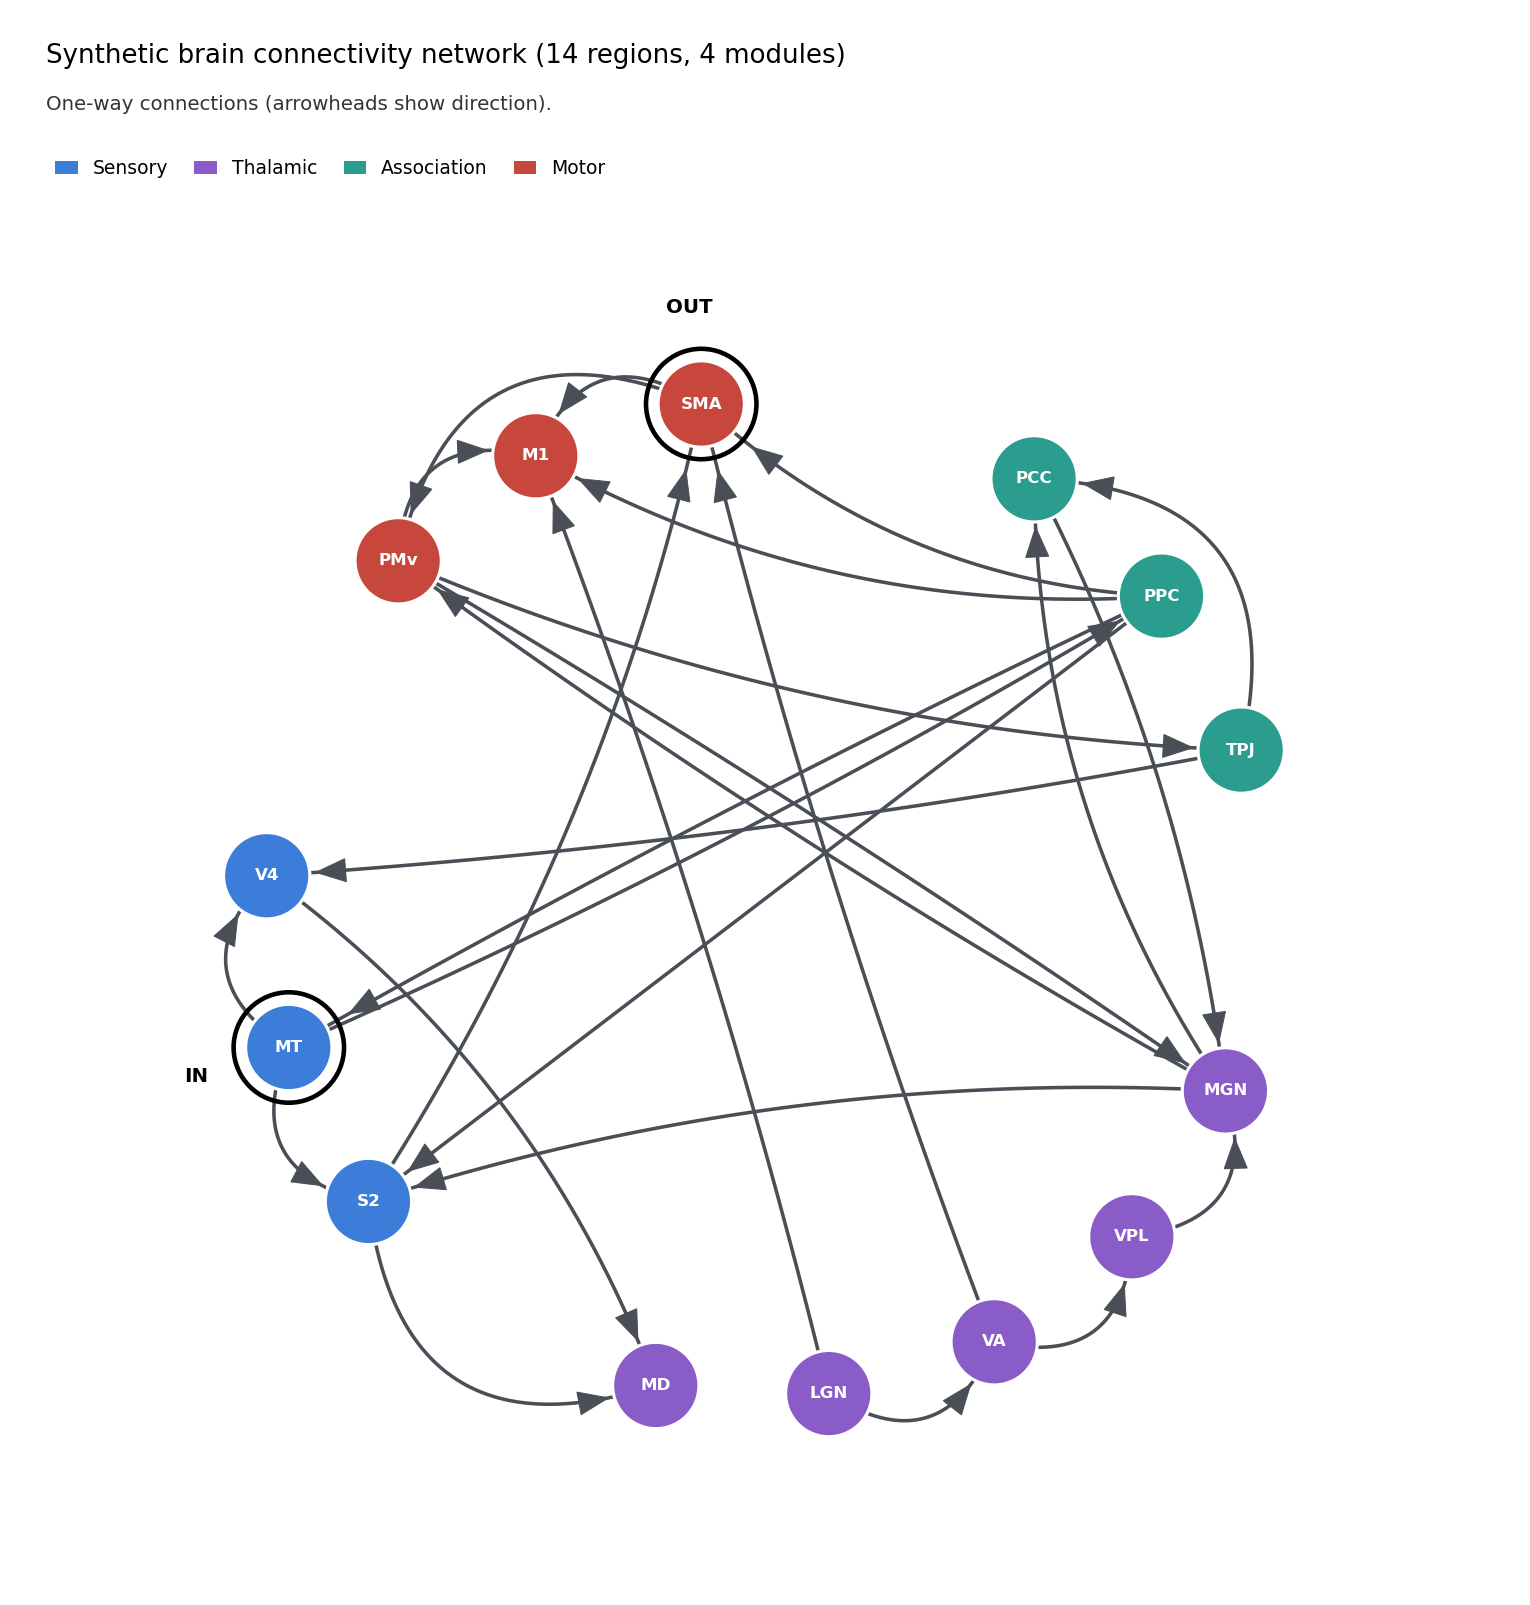 Synthetic brain connectivity network (14 regions, 4 modules)
One-way connections (arrowheads show direction).
Sensory Thalamic Association Motor
OUT
SMA
M1
PCC
PMv
PPC
TPJ
V4
MT
IN
MGN
S2
VPL
VA
MD
LGN